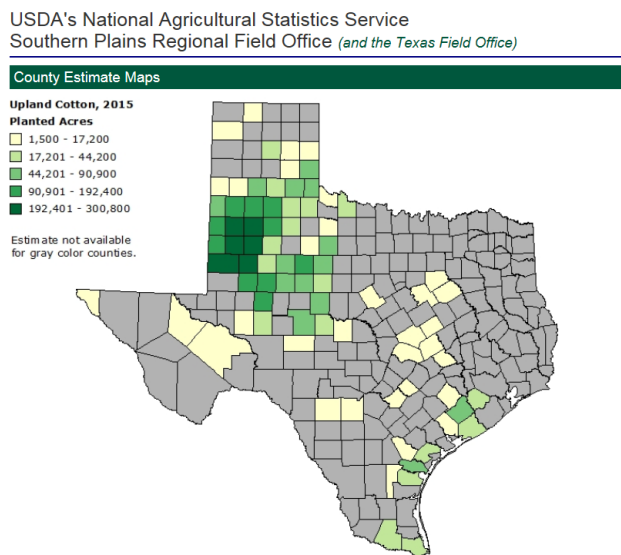 USDA's National Agricultural Statistics Service
Southern Plains Regional Field Office (and the Texas Field Office)
County Estimate Maps
Upland Cotton, 2015
Planted Acres
1,500 - 17,200
17,201 - 44,200
44,201 - 90,900
90,901 - 192,400
192,401 - 300,800
Estimate not available
for gray color counties.